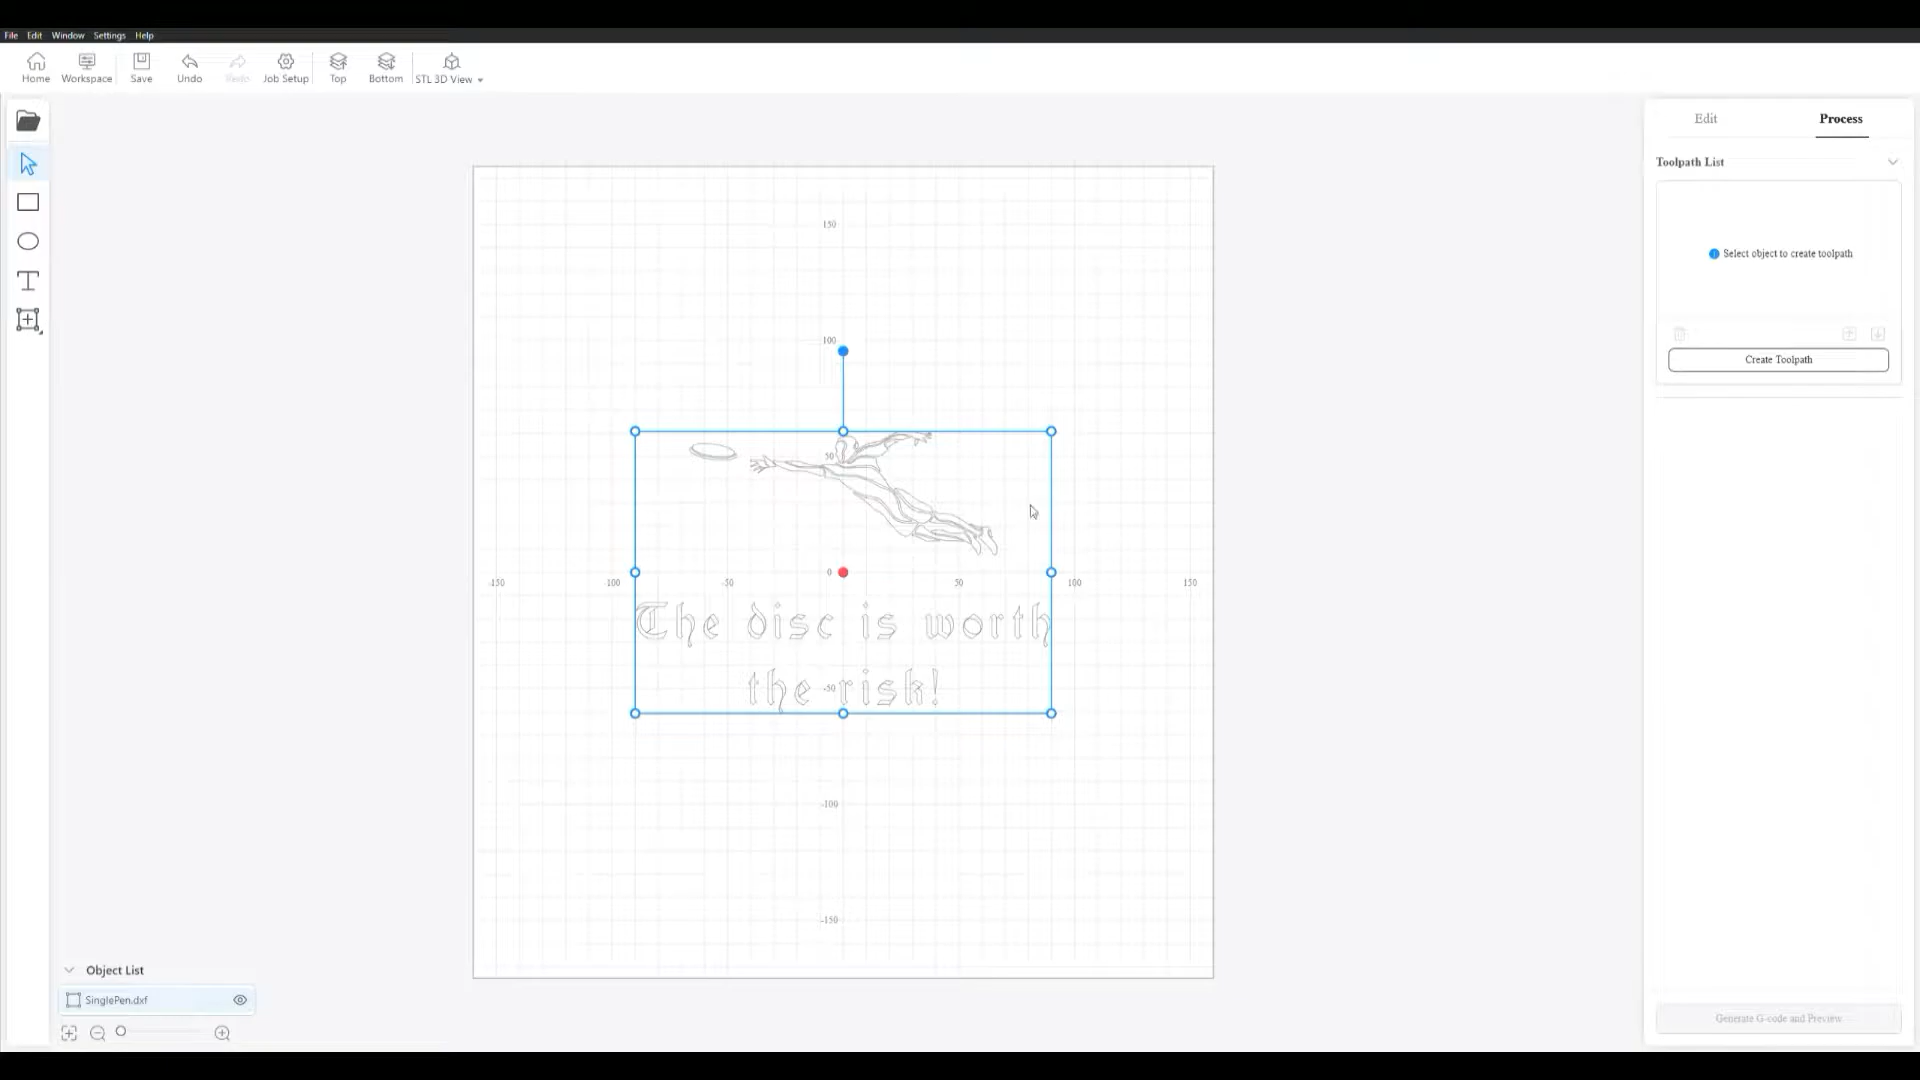 File Edit Window Settings Help
Home Workspace Save Undo Redo Job Setup Top Bottom STL 3D View
Edit Process
Toolpath List
Select object to create toolpath
Create Toolpath
150
100
50
-150 -100 -50 0 50 100 150
The disc is worth
the risk!
-50
-100
-150
Object List
SinglePen.dxf
Generate G-code and Preview